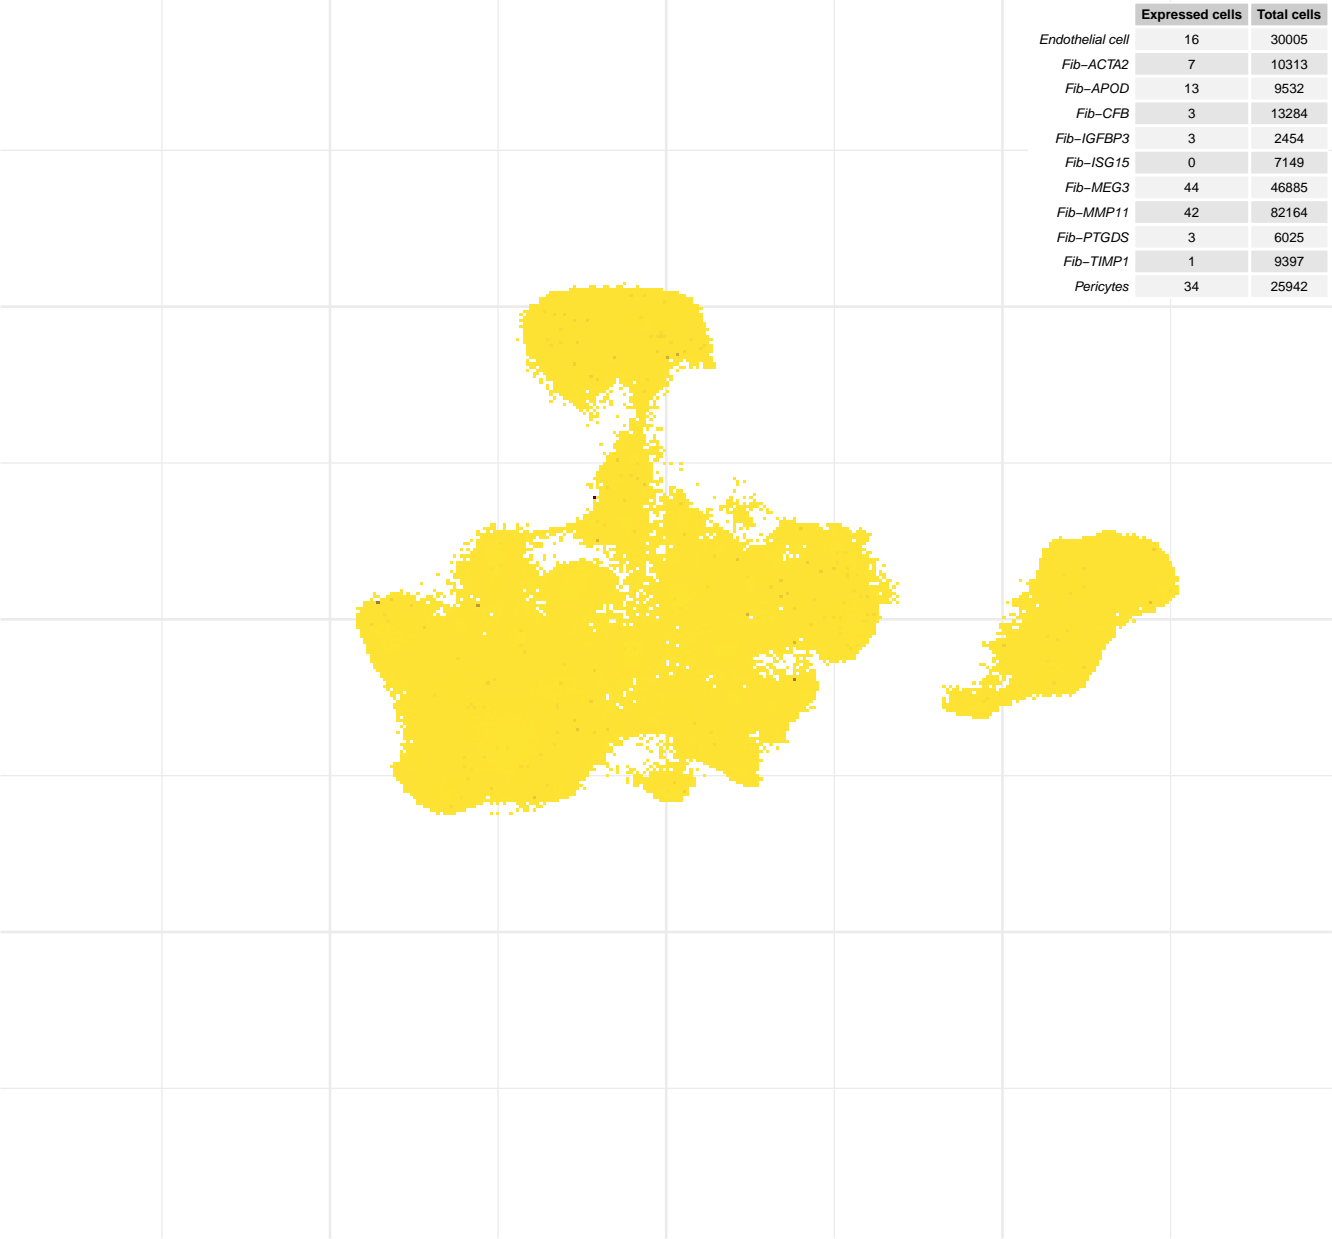 Expressed cells Total cells
Endothelial cell 16 30005
Fib−ACTA2 7 10313
Fib−APOD 13 9532
Fib−CFB 3 13284
Fib−IGFBP3 3 2454
Fib−ISG15 0 7149
Fib−MEG3 44 46885
Fib−MMP11 42 82164
Fib−PTGDS 3 6025
Fib−TIMP1 1 9397
Pericytes 34 25942